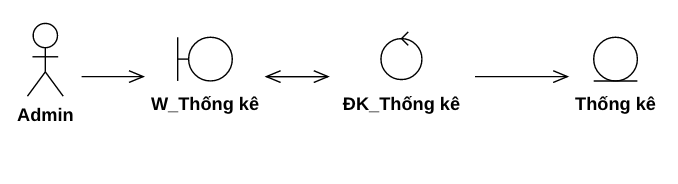 W_Thống kê
ĐK_Thống kê
Thống kê
Admin